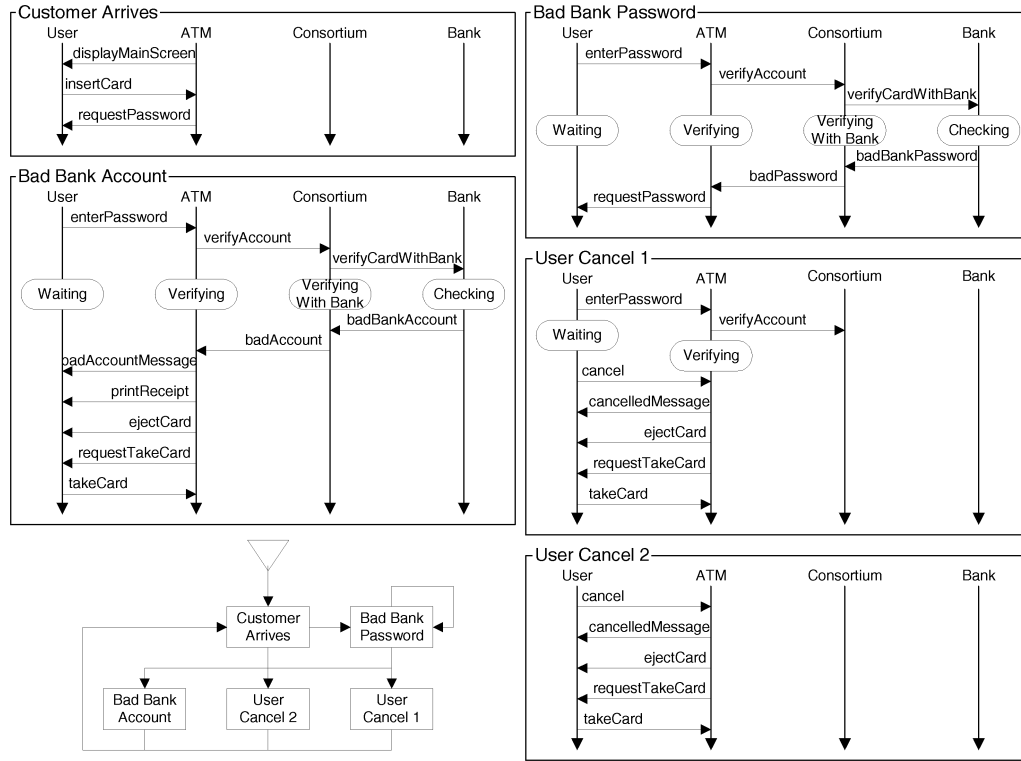 Customer Arrives
User ATM Consortium Bank
displayMainScreen
insertCard
requestPassword
Bad Bank Account
User ATM Consortium Bank
enterPassword
verifyAccount
verifyCardWithBank
Waiting Verifying Verifying With Bank Checking
badBankAccount
badAccount
badAccountMessage
printReceipt
ejectCard
requestTakeCard
takeCard
Customer
Arrives
Bad Bank
Password
Bad Bank
Account
User
Cancel 2
User
Cancel 1
Bad Bank Password
User ATM Consortium Bank
enterPassword
verifyAccount
verifyCardWithBank
Waiting Verifying Verifying With Bank Checking
badBankPassword
badPassword
requestPassword
User Cancel 1
User ATM Consortium Bank
enterPassword
verifyAccount
Waiting
Verifying
cancel
cancelledMessage
ejectCard
requestTakeCard
takeCard
User Cancel 2
User ATM Consortium Bank
cancel
cancelledMessage
ejectCard
requestTakeCard
takeCard